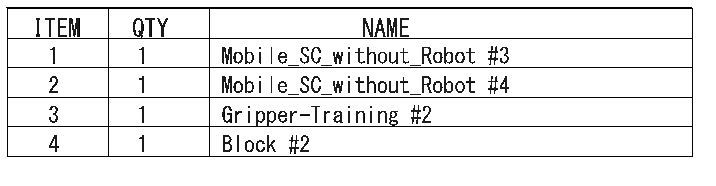 ITEM QTY NAME
1 1 Mobile_SC_without_Robot #3
2 1 Mobile_SC_without_Robot #4
3 1 Gripper-Training #2
4 1 Block #2